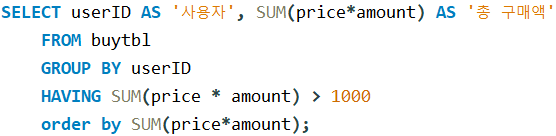 SELECT userID AS '사용자', SUM(price*amount) AS '총 구매액'
FROM buytbl
GROUP BY userID
HAVING SUM(price * amount) > 1000
order by SUM(price*amount);